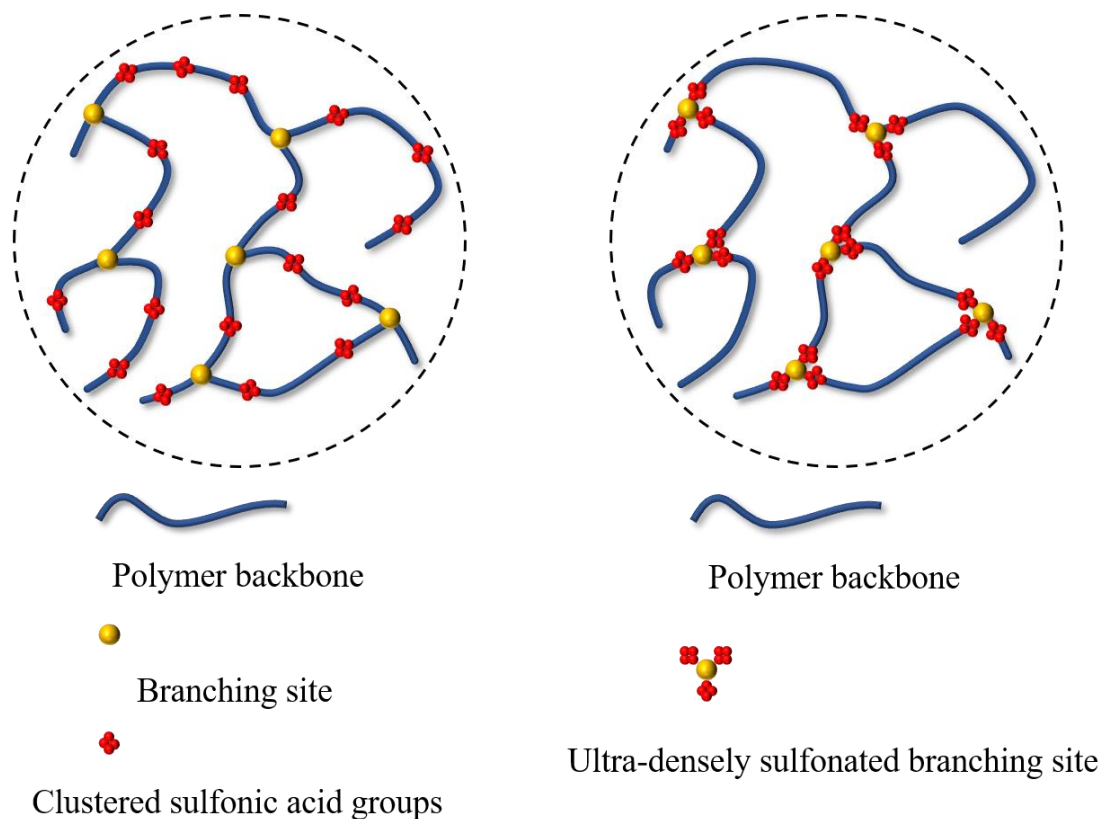 Polymer backbone
Branching site
Clustered sulfonic acid groups
Polymer backbone
Ultra-densely sulfonated branching site